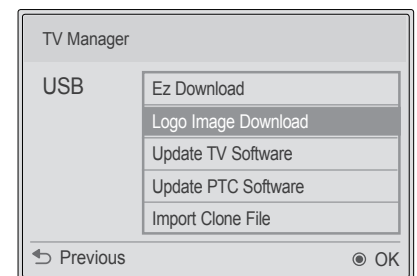 TV Manager
USB
Ez Download
Logo Image Download
Update TV Software
Update PTC Software
Import Clone File
Previous
OK